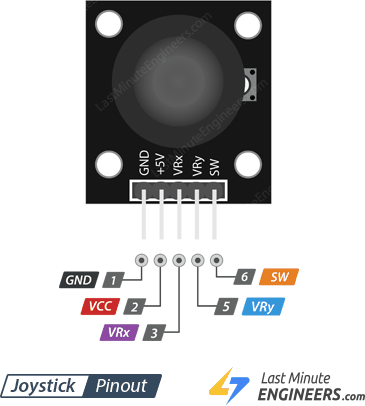 LastMinuteEngineers.com
LastMinuteEngineers.com
GND
+5V
VRx
VRy
SW
GND 1
6 SW
VCC 2
5 VRy
VRx 3
Joystick Pinout
Last Minute
ENGINEERS.com